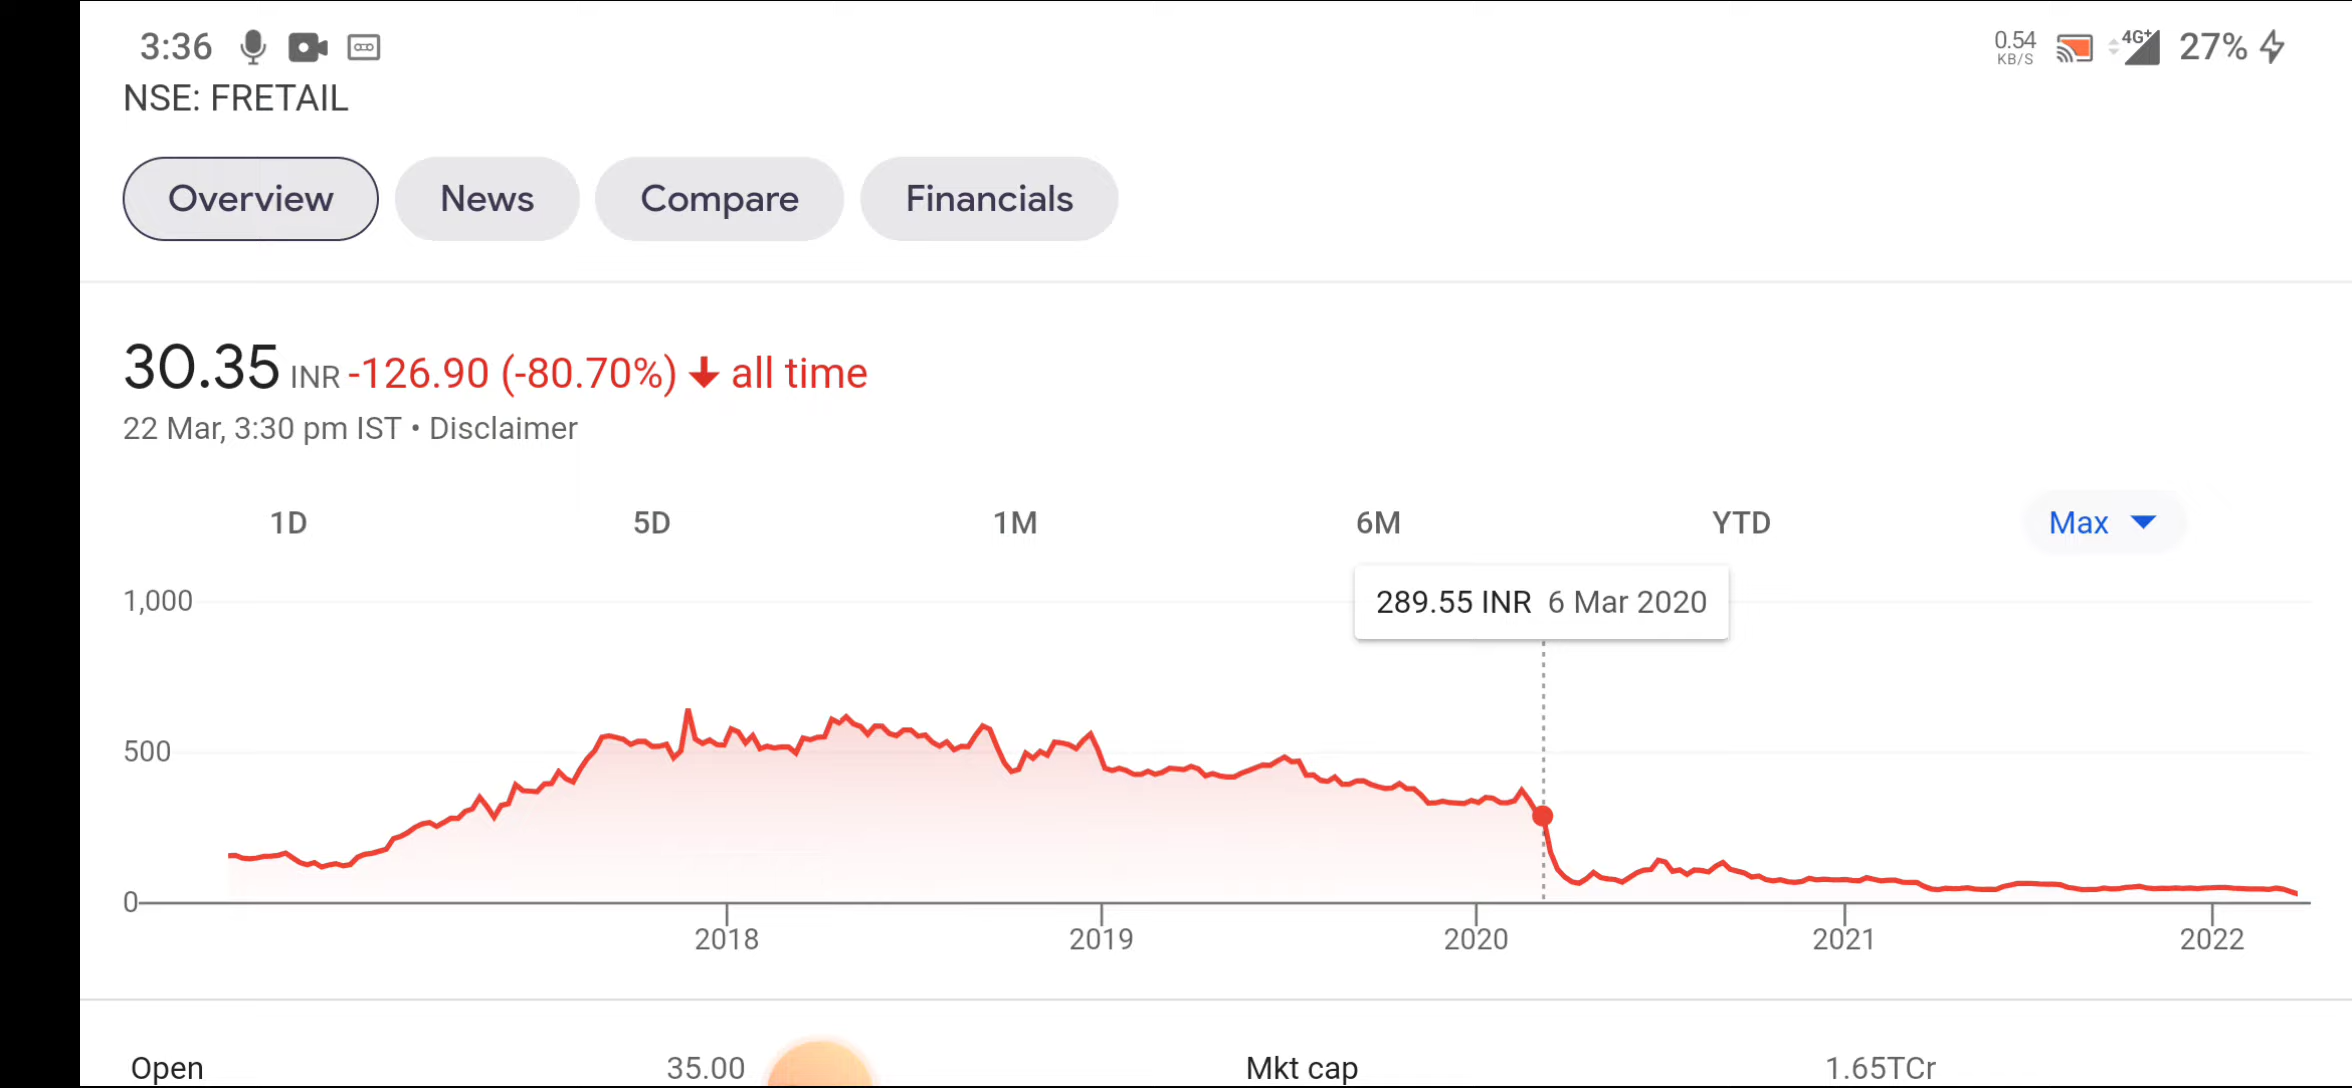 3:36
0.54 KB/S 4G+ 27%
NSE: FRETAIL
Overview News Compare Financials
30.35 INR -126.90 (-80.70%) all time
22 Mar, 3:30 pm IST • Disclaimer
1D 5D 1M 6M YTD Max
289.55 INR 6 Mar 2020
1,000
500
0
2018 2019 2020 2021 2022
Open 35.00 Mkt cap 1.65TCr